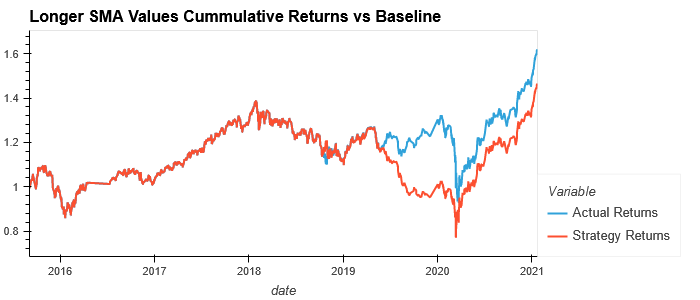 Longer SMA Values Cummulative Returns vs Baseline
1.6
1.4
1.2
1
0.8
2016 2017 2018 2019 2020 2021
date
Variable
Actual Returns
Strategy Returns